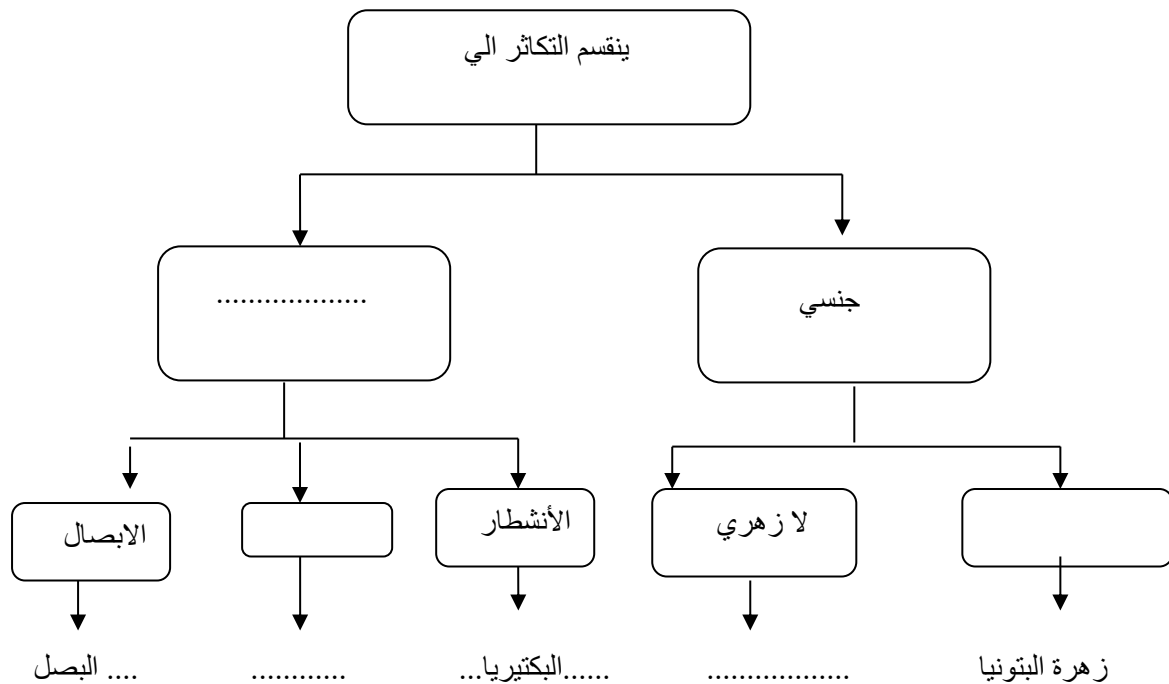 ينقسم التكاثر الي
جنسي
...................
لا زهري
الأنشطار
الابصال
زهرة البتونيا
..................
......البكتيريا...
............
.... البصل